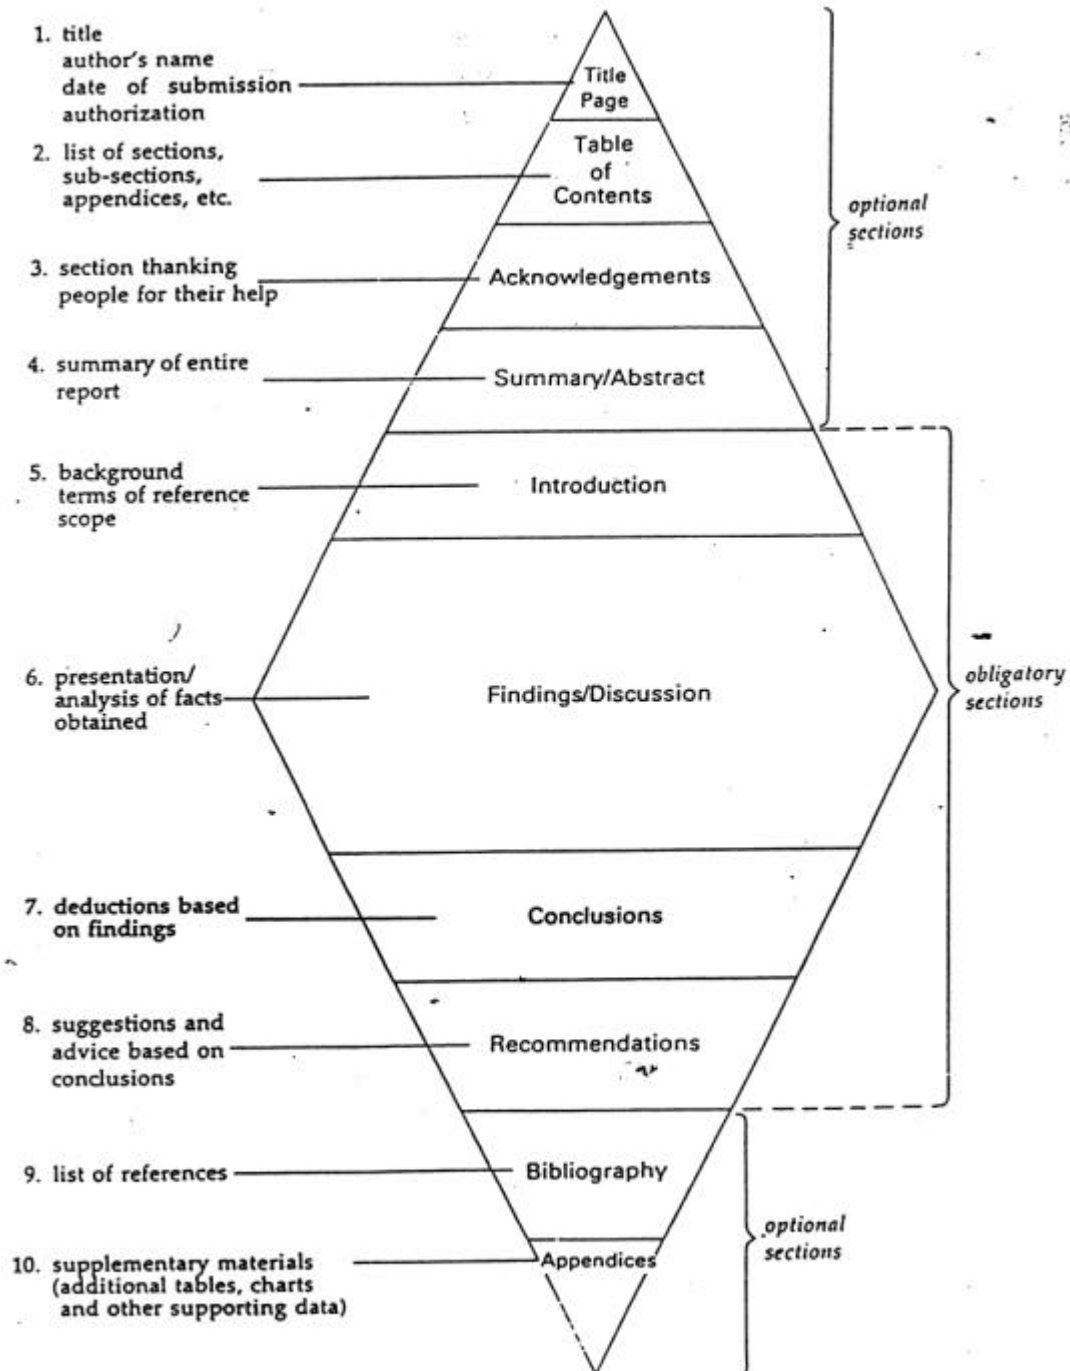 1. title
author's name
date of submission
authorization
Title
Page
2. list of sections,
sub-sections,
appendices, etc.
Table
of
Contents
optional
sections
3. section thanking
people for their help
Acknowledgements
4. summary of entire
report
Summary/Abstract
5. background
terms of reference
scope
Introduction
6. presentation/
analysis of facts
obtained
Findings/Discussion
obligatory
sections
7. deductions based
on findings
Conclusions
8. suggestions and
advice based on
conclusions
Recommendations
9. list of references
Bibliography
optional
sections
10. supplementary materials
(additional tables, charts
and other supporting data)
Appendices